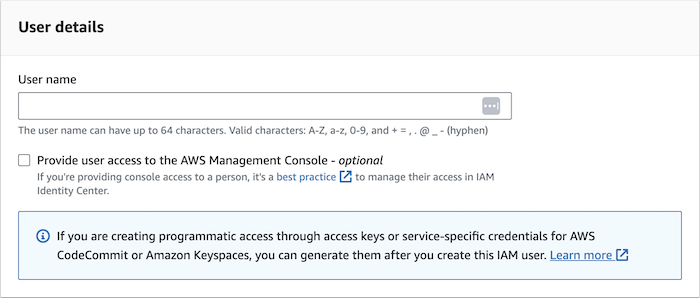 User details
User name
The user name can have up to 64 characters. Valid characters: A-Z, a-z, 0-9, and + = , . @ _ - (hyphen)
Provide user access to the AWS Management Console - optional
If you're providing console access to a person, it's a best practice to manage their access in IAM
Identity Center.
If you are creating programmatic access through access keys or service-specific credentials for AWS
CodeCommit or Amazon Keyspaces, you can generate them after you create this IAM user. Learn more